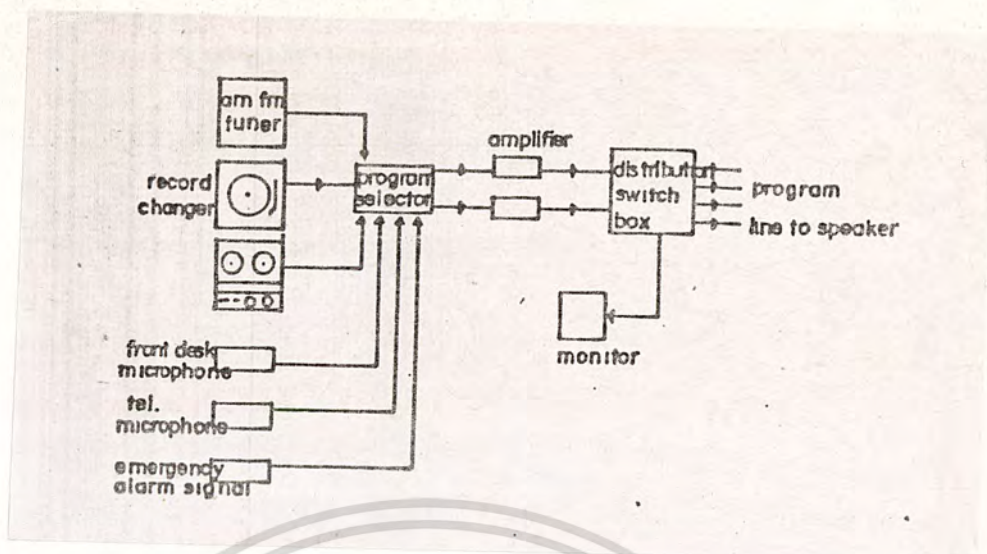 am fm
tuner
record
changer
program
selector
amplifier
distribution
switch
box
program
line to speaker
monitor
front desk
microphone
tel.
microphone
emergency
alarm signal